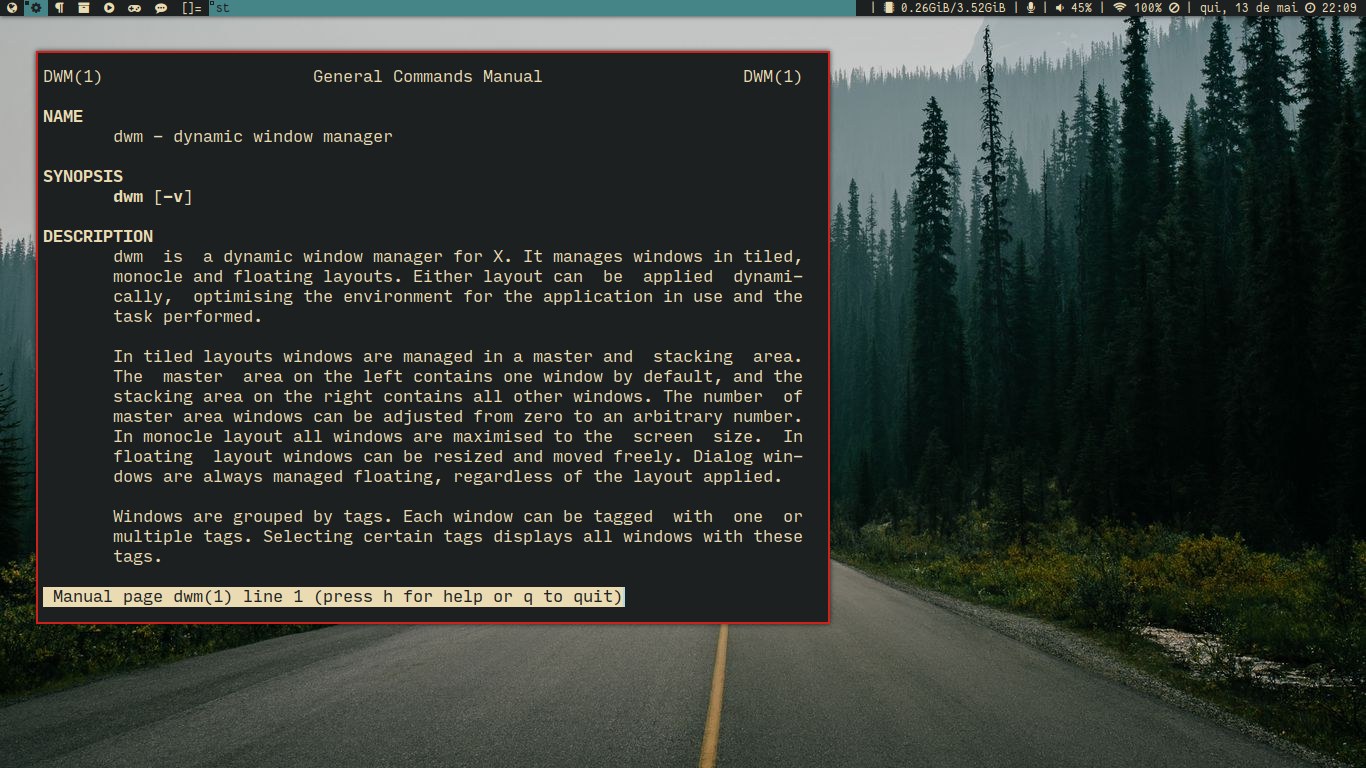 ¶ []= st | 0.26GiB/3.52GiB | | 45% | 100% | qui, 13 de mai 22:09
DWM(1) General Commands Manual DWM(1)
NAME
dwm − dynamic window manager
SYNOPSIS
dwm [−v]
DESCRIPTION
dwm is a dynamic window manager for X. It manages windows in tiled,
monocle and floating layouts. Either layout can be applied dynami−
cally, optimising the environment for the application in use and the
task performed.
In tiled layouts windows are managed in a master and stacking area.
The master area on the left contains one window by default, and the
stacking area on the right contains all other windows. The number of
master area windows can be adjusted from zero to an arbitrary number.
In monocle layout all windows are maximised to the screen size. In
floating layout windows can be resized and moved freely. Dialog win−
dows are always managed floating, regardless of the layout applied.
Windows are grouped by tags. Each window can be tagged with one or
multiple tags. Selecting certain tags displays all windows with these
tags.
Manual page dwm(1) line 1 (press h for help or q to quit)